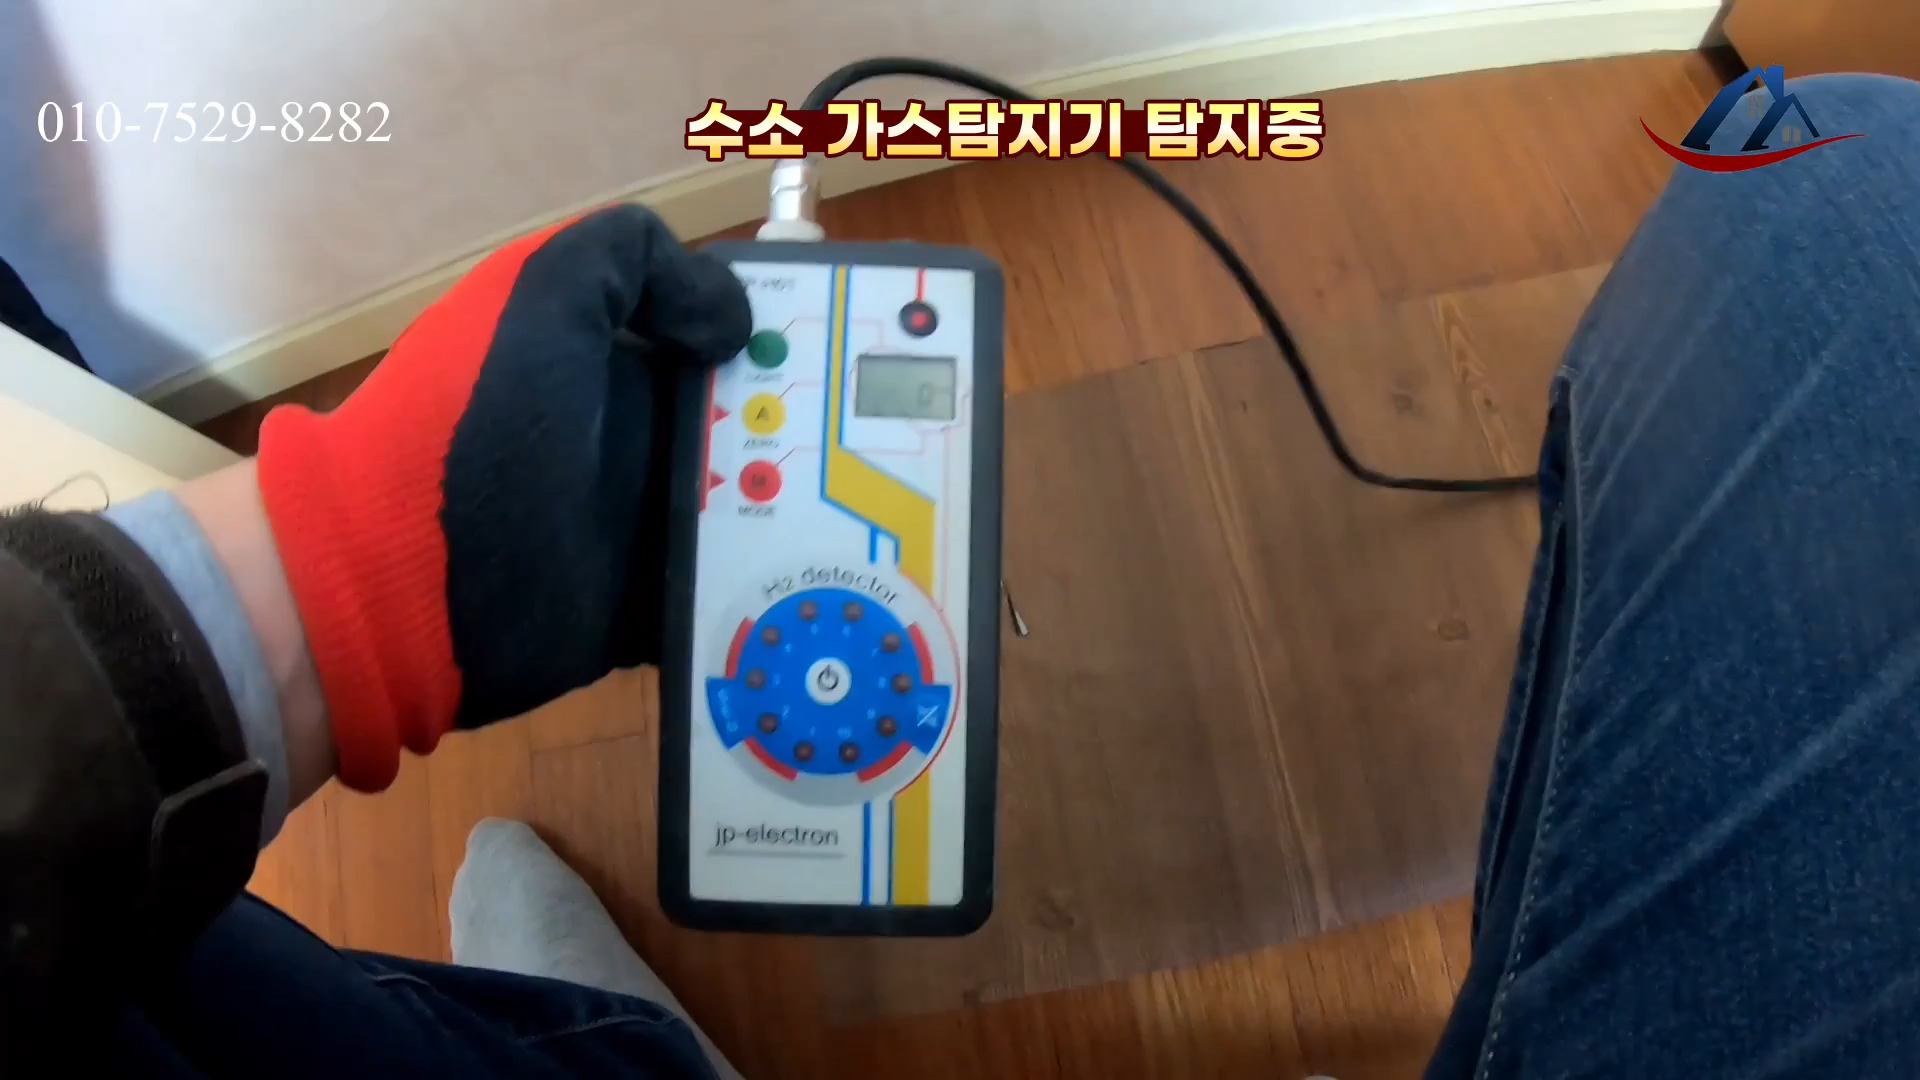 010-7529-8282
수소 가스탐지기 탐지중
LIGHT
A
ZERO
M
MODE
H2 detector
jp-electron